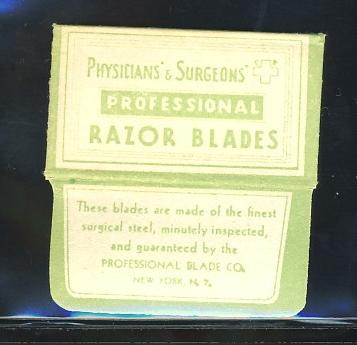 PHYSICIANS' & SURGEONS'
PROFESSIONAL
RAZOR BLADES
These blades are made of the finest
surgical steel, minutely inspected,
and guaranteed by the
PROFESSIONAL BLADE CO.
NEW YORK, N. Y.